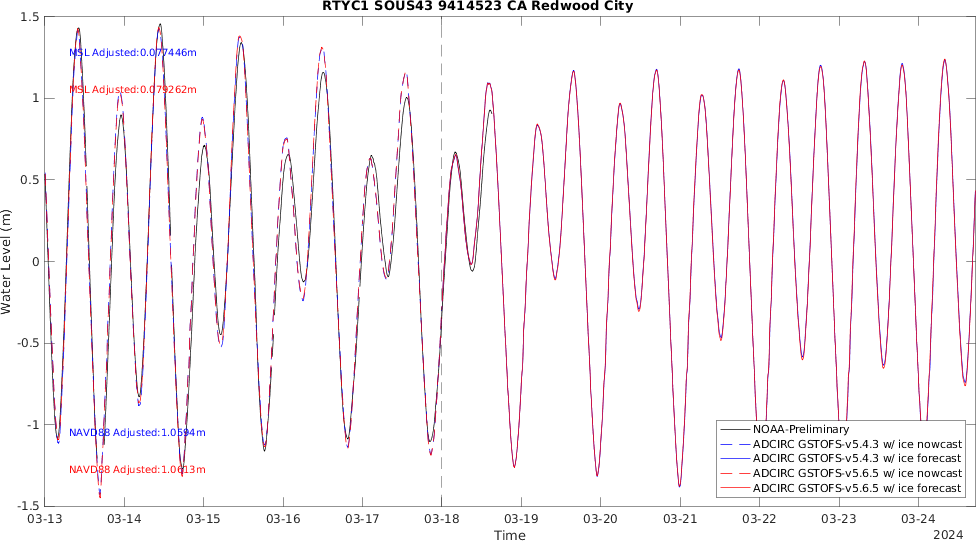 RTYC1 SOUS43 9414523 CA Redwood City
1.5
1
0.5
0
-0.5
-1
-1.5
Water Level (m)
MSL Adjusted:0.077446m
MSL Adjusted:0.079262m
NAVD88 Adjusted:1.0594m
NAVD88 Adjusted:1.0613m
NOAA-Preliminary
ADCIRC GSTOFS-v5.4.3 w/ ice nowcast
ADCIRC GSTOFS-v5.4.3 w/ ice forecast
ADCIRC GSTOFS-v5.6.5 w/ ice nowcast
ADCIRC GSTOFS-v5.6.5 w/ ice forecast
03-13 03-14 03-15 03-16 03-17 03-18 03-19 03-20 03-21 03-22 03-23 03-24
Time
2024